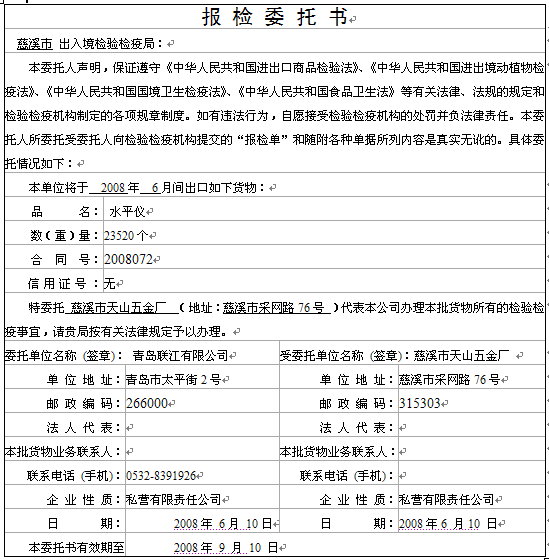 报 检 委 托 书
慈溪市 出入境检验检疫局：
本委托人声明，保证遵守《中华人民共和国进出口商品检验法》、《中华人民共和国进出境动植物检
疫法》、《中华人民共和国国境卫生检疫法》、《中华人民共和国食品卫生法》等有关法律、法规的规定和
检验检疫机构制定的各项规章制度。如有违法行为，自愿接受检验检疫机构的处罚并负法律责任。本委
托人所委托受委托人向检验检疫机构提交的“报检单”和随附各种单据所列内容是真实无讹的。具体委
托情况如下：
本单位将于 2008 年 6 月间出口如下货物：
品 名： 水平仪
数（重）量：23520 个
合 同 号：2008072
信 用 证 号 ：无
特委托 慈溪市天山五金厂 （地址：慈溪市采网路 76 号 ）代表本公司办理本批货物所有的检验检
疫事宜，请贵局按有关法律规定予以办理。
委托单位名称 (签章)： 青岛联江有限公司 受委托单位名称 (签章)：慈溪市天山五金厂
单 位 地 址：青岛市太平街 2 号 单 位 地 址：慈溪市采网路 76 号
邮 政 编 码：266000 邮 政 编 码：315303
法 人 代 表： 法 人 代 表：
本批货物业务联系人： 本批货物业务联系人：
联系电话 (手机)：0532-8391926 联系电话 (手机)：
企 业 性 质：私营有限责任公司 企 业 性 质：私营有限责任公司
日 期： 2008 年 6 月 10 日 日 期：2008 年 6 月 10 日
本委托书有效期至 2008 年 9 月 10 日